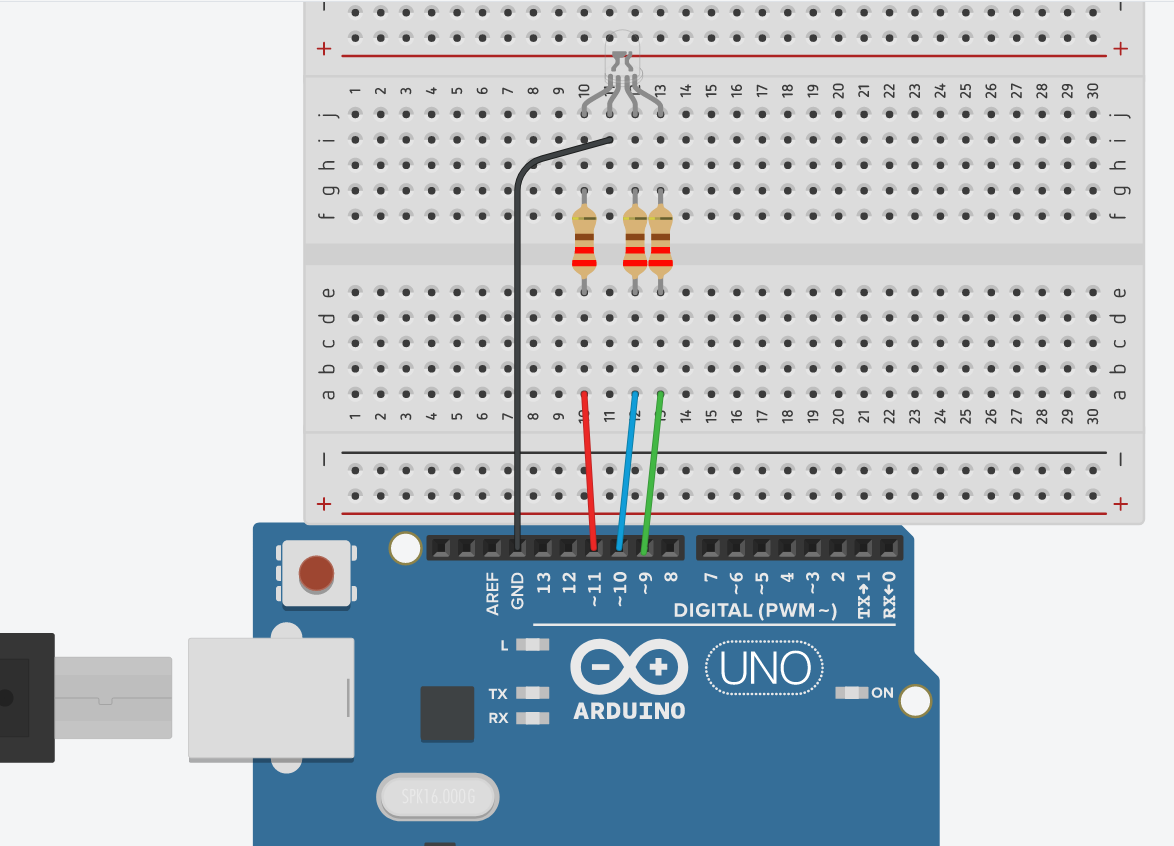 −
+ +
1 2 3 4 5 6 7 8 9 10 11 12 13 14 15 16 17 18 19 20 21 22 23 24 25 26 27 28 29 30
j j
i i
h h
g g
f f
e e
d d
c c
b b
a a
1 2 3 4 5 6 7 8 9 10 11 12 13 14 15 16 17 18 19 20 21 22 23 24 25 26 27 28 29 30
− −
+ +
AREF GND 13 12 ~11 ~10 ~9 8 7 ~6 ~5 4 ~3 2 TX→1 RX←0
DIGITAL (PWM~)
L
TX
RX
UNO
ON
ARDUINO
SPK16.000G